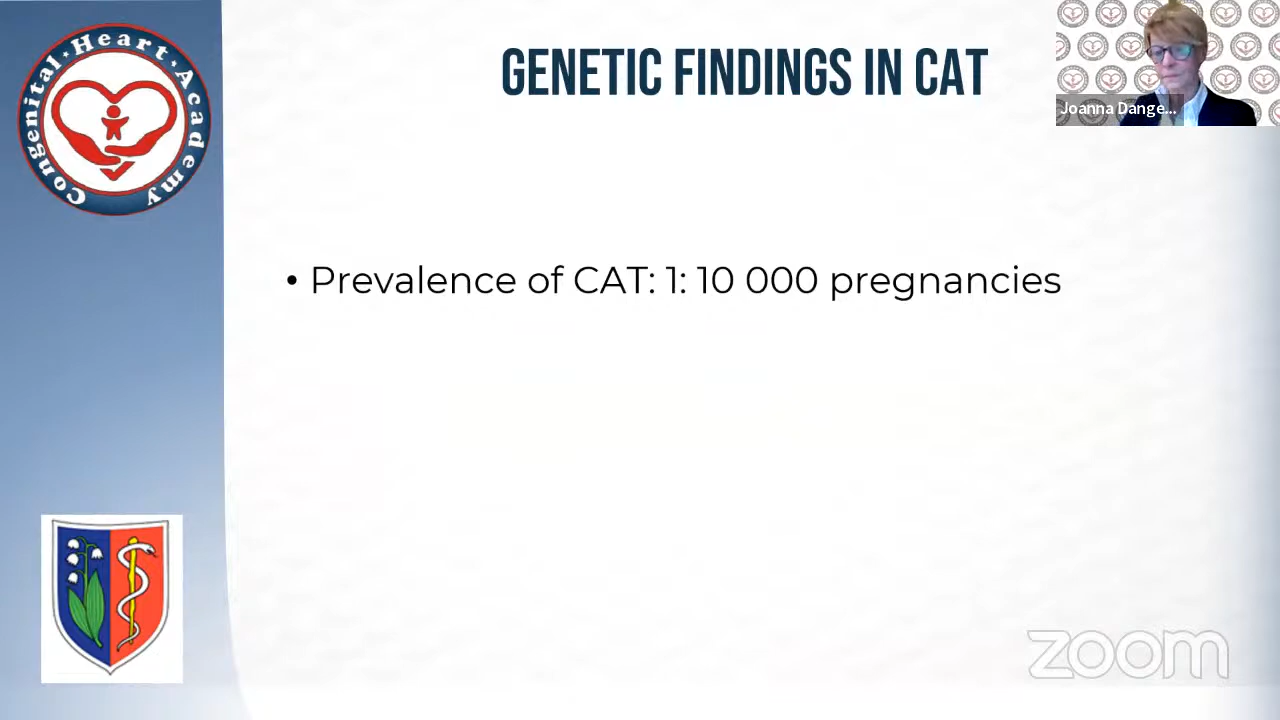 Congenital · Heart · Academy
GENETIC FINDINGS IN CAT
Joanna Dange...
• Prevalence of CAT: 1: 10 000 pregnancies
zoom